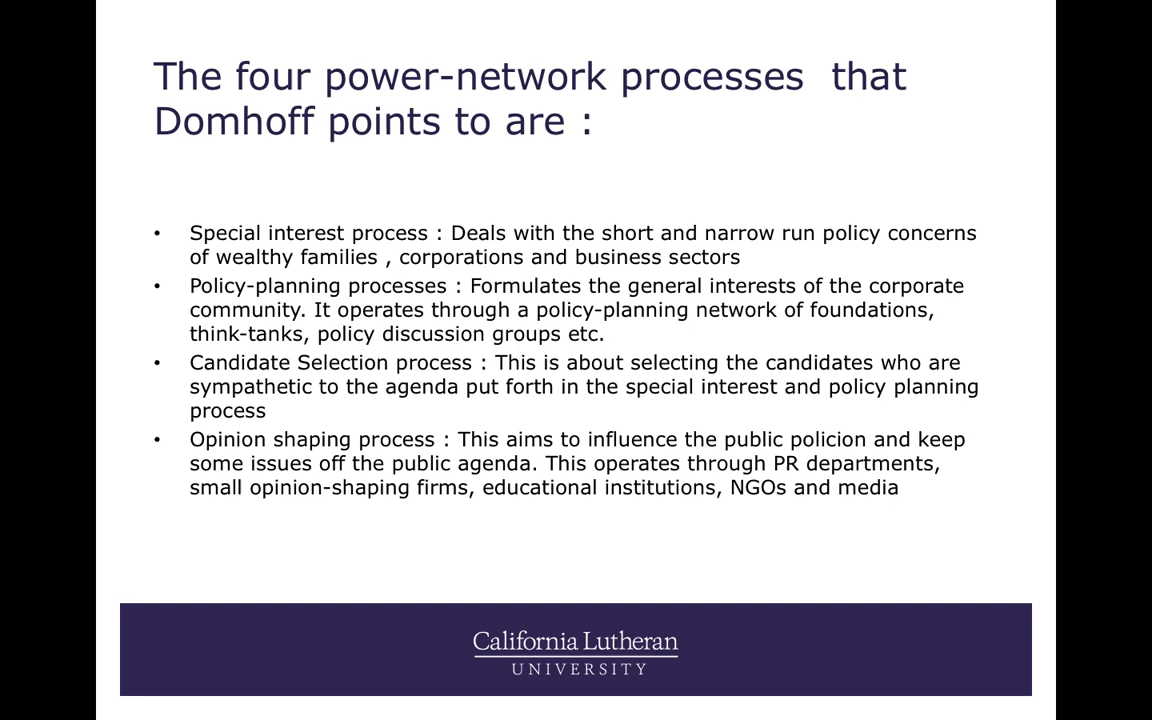 The four power-network processes  that
Domhoff points to are :
• Special interest process : Deals with the short and narrow run policy concerns
of wealthy families , corporations and business sectors
• Policy-planning processes : Formulates the general interests of the corporate
community. It operates through a policy-planning network of foundations,
think-tanks, policy discussion groups etc.
• Candidate Selection process : This is about selecting the candidates who are
sympathetic to the agenda put forth in the special interest and policy planning
process
• Opinion shaping process : This aims to influence the public policion and keep
some issues off the public agenda. This operates through PR departments,
small opinion-shaping firms, educational institutions, NGOs and media
California Lutheran
UNIVERSITY